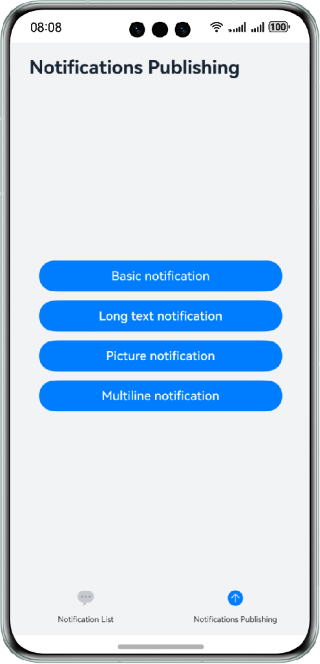 08:08
100
Notifications Publishing
Basic notification
Long text notification
Picture notification
Multiline notification
Notification List
Notifications Publishing